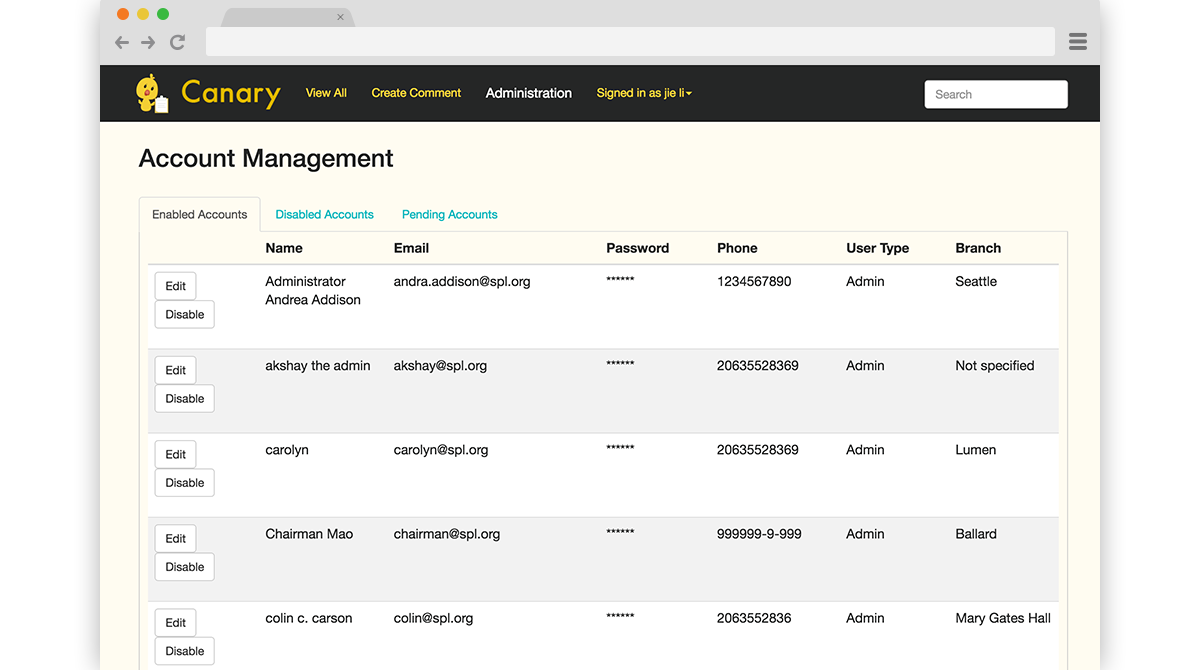 Canary View All Create Comment Administration Signed in as jie li Search
Account Management
Enabled Accounts Disabled Accounts Pending Accounts
Name Email Password Phone User Type Branch
Edit Administrator andra.addison@spl.org ****** 1234567890 Admin Seattle
Andrea Addison
Disable
Edit akshay the admin akshay@spl.org ****** 20635528369 Admin Not specified
Disable
Edit carolyn carolyn@spl.org ****** 20635528369 Admin Lumen
Disable
Edit Chairman Mao chairman@spl.org ****** 999999-9-999 Admin Ballard
Disable
Edit colin c. carson colin@spl.org ****** 2063552836 Admin Mary Gates Hall
Disable